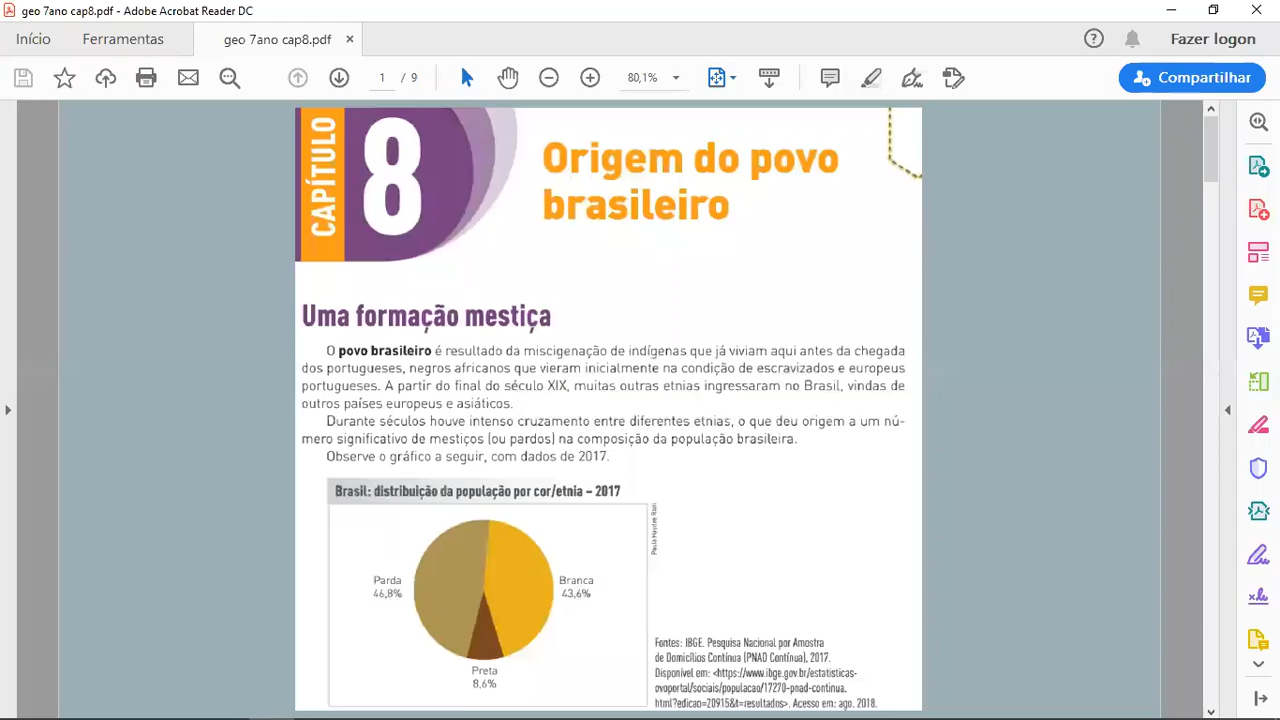 geo 7ano cap8.pdf - Adobe Acrobat Reader DC
Início
Ferramentas
geo 7ano cap8.pdf
Fazer logon
1 / 9
80,1%
Compartilhar
CAPÍTULO
8
Origem do povo
brasileiro
Uma formação mestiça
O povo brasileiro é resultado da miscigenação de indígenas que já viviam aqui antes da chegada
dos portugueses, negros africanos que vieram inicialmente na condição de escravizados e europeus
portugueses. A partir do final do século XIX, muitas outras etnias ingressaram no Brasil, vindas de
outros países europeus e asiáticos.
Durante séculos houve intenso cruzamento entre diferentes etnias, o que deu origem a um nú-
mero significativo de mestiços (ou pardos) na composição da população brasileira.
Observe o gráfico a seguir, com dados de 2017.
Brasil: distribuição da população por cor/etnia – 2017
Parda
46,8%
Branca
43,6%
Preta
8,6%
Fontes: IBGE. Pesquisa Nacional por Amostra
de Domicílios Contínua (PNAD Contínua), 2017.
Disponível em: <https://www.ibge.gov.br/estatisticas-
ovoportal/sociais/populacao/17270-pnad-continua.
html?edicao=20915&t=resultados>. Acesso em: ago. 2018.